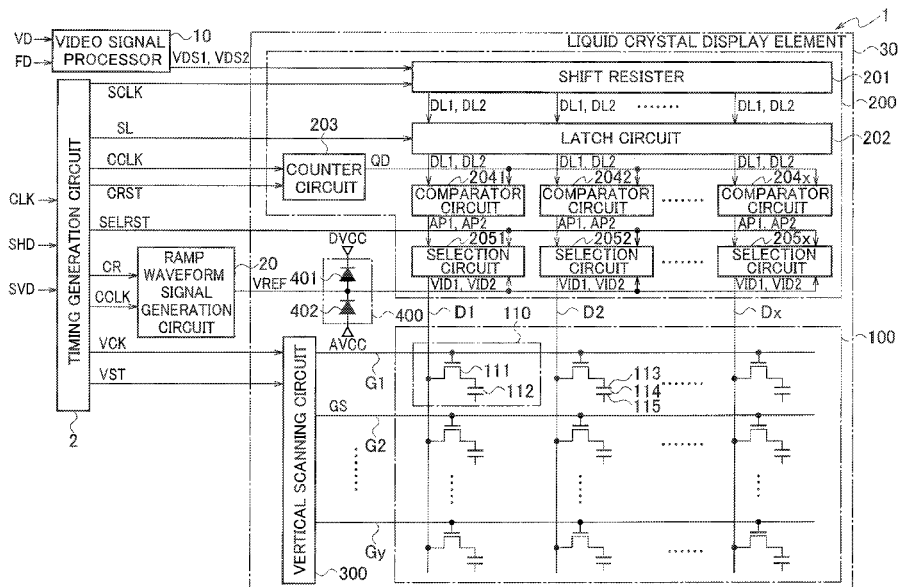 1
VD
FD
VIDEO SIGNAL
PROCESSOR
10
VDS1, VDS2
LIQUID CRYSTAL DISPLAY ELEMENT
30
SHIFT RESISTER
201
200
SCLK
DL1, DL2
DL1, DL2
.......
DL1, DL2
SL
LATCH CIRCUIT
202
203
CCLK
COUNTER
CIRCUIT
QD
DL1, DL2
DL1, DL2
DL1, DL2
CRST
2041
COMPARATOR
CIRCUIT
2042
COMPARATOR
CIRCUIT
.......
204x
COMPARATOR
CIRCUIT
CLK
SHD
SVD
TIMING GENERATION CIRCUIT
2
SELRST
AP1, AP2
AP1, AP2
AP1, AP2
2051
SELECTION
CIRCUIT
2052
SELECTION
CIRCUIT
.......
205x
SELECTION
CIRCUIT
CR
CCLK
RAMP
WAVEFORM
SIGNAL
GENERATION
CIRCUIT
20
VREF
DVCC
401
402
400
AVCC
VID1, VID2
VID1, VID2
VID1, VID2
110
D1
D2
Dx
100
VCK
VST
VERTICAL SCANNING CIRCUIT
300
G1
111
112
113
114
115
.......
GS
G2
.......
Gy
.......